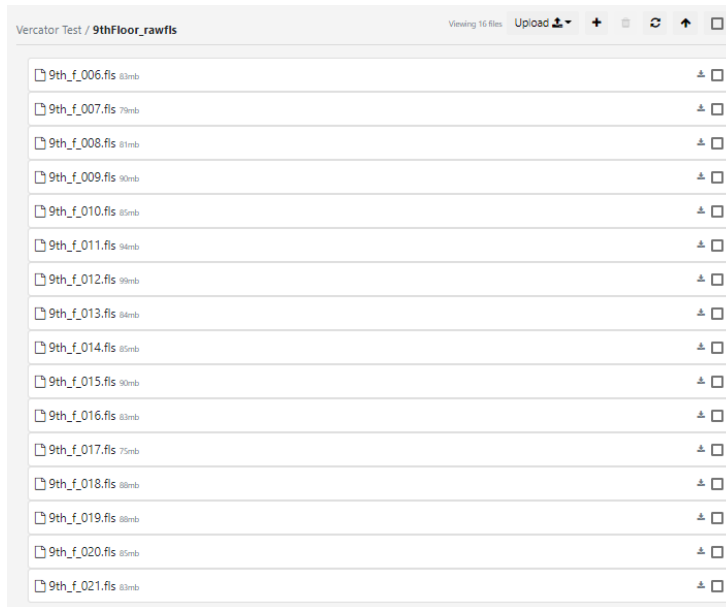 Vercator Test / 9thFloor_rawfls Viewing 16 files Upload
9th_f_006.fls 83mb
9th_f_007.fls 79mb
9th_f_008.fls 81mb
9th_f_009.fls 90mb
9th_f_010.fls 85mb
9th_f_011.fls 94mb
9th_f_012.fls 99mb
9th_f_013.fls 84mb
9th_f_014.fls 85mb
9th_f_015.fls 90mb
9th_f_016.fls 83mb
9th_f_017.fls 75mb
9th_f_018.fls 88mb
9th_f_019.fls 88mb
9th_f_020.fls 85mb
9th_f_021.fls 83mb